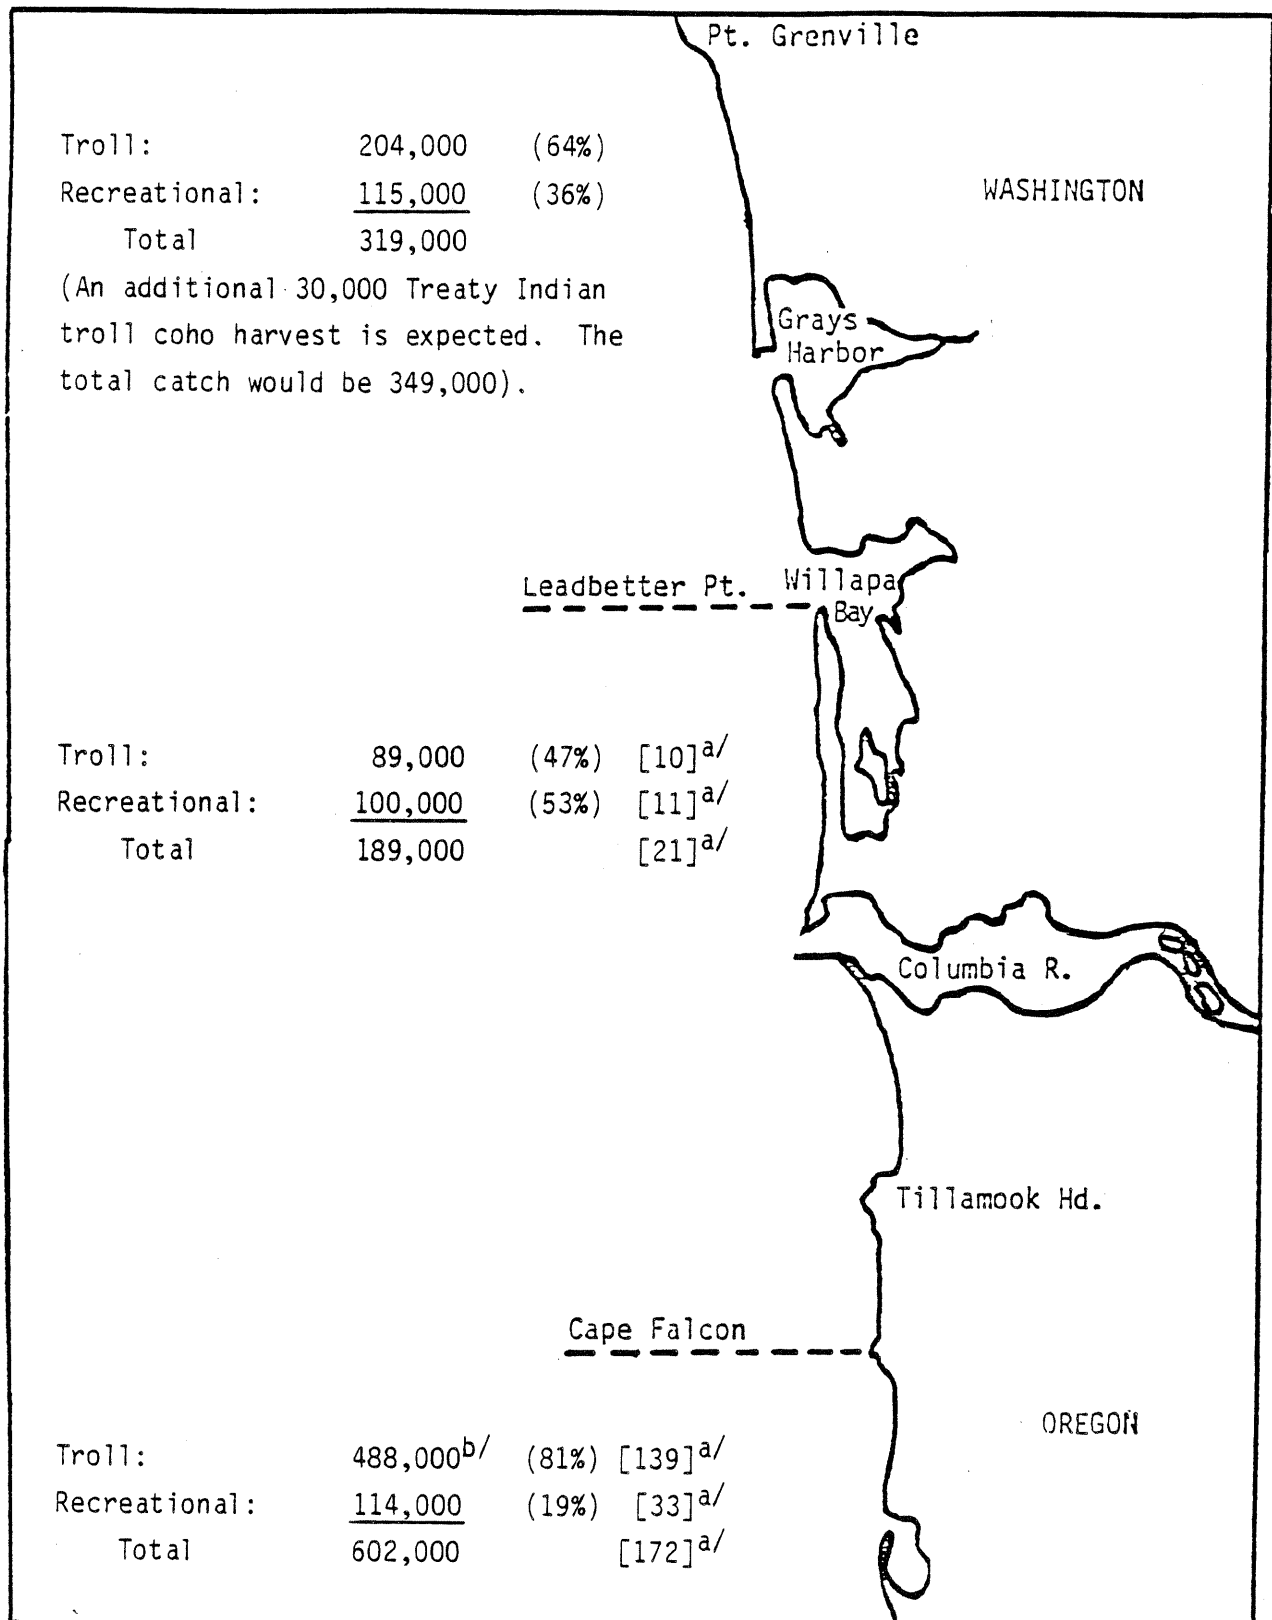 Pt. Grenville
Troll: 204,000 (64%)
Recreational: 115,000 (36%)
Total 319,000
(An additional 30,000 Treaty Indian
troll coho harvest is expected. The
total catch would be 349,000).
WASHINGTON
Grays
Harbor
Leadbetter Pt.
Willapa
Bay
Troll: 89,000 (47%) [10]a/
Recreational: 100,000 (53%) [11]a/
Total 189,000 [21]a/
Columbia R.
Tillamook Hd.
Cape Falcon
OREGON
Troll: 488,000b/ (81%) [139]a/
Recreational: 114,000 (19%) [33]a/
Total 602,000 [172]a/